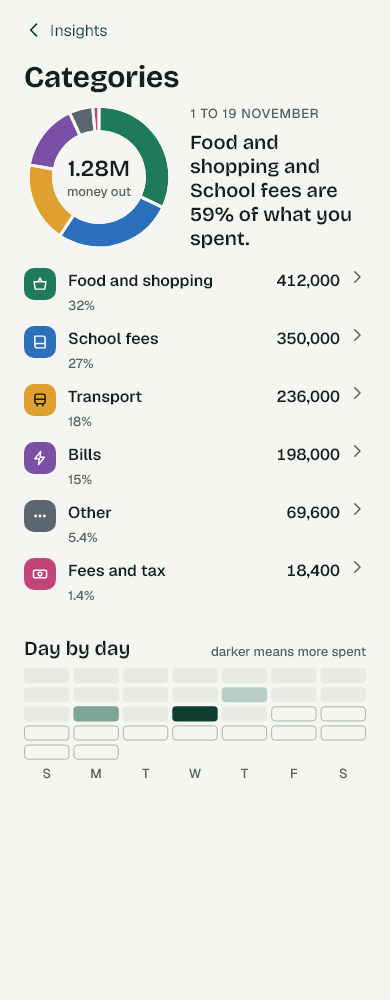 Insights
Categories
1.28M
money out
1 TO 19 NOVEMBER
Food and
shopping and
School fees are
59% of what you
spent.
Food and shopping 412,000
32%
School fees 350,000
27%
Transport 236,000
18%
Bills 198,000
15%
Other 69,600
5.4%
Fees and tax 18,400
1.4%
Day by day darker means more spent
S M T W T F S